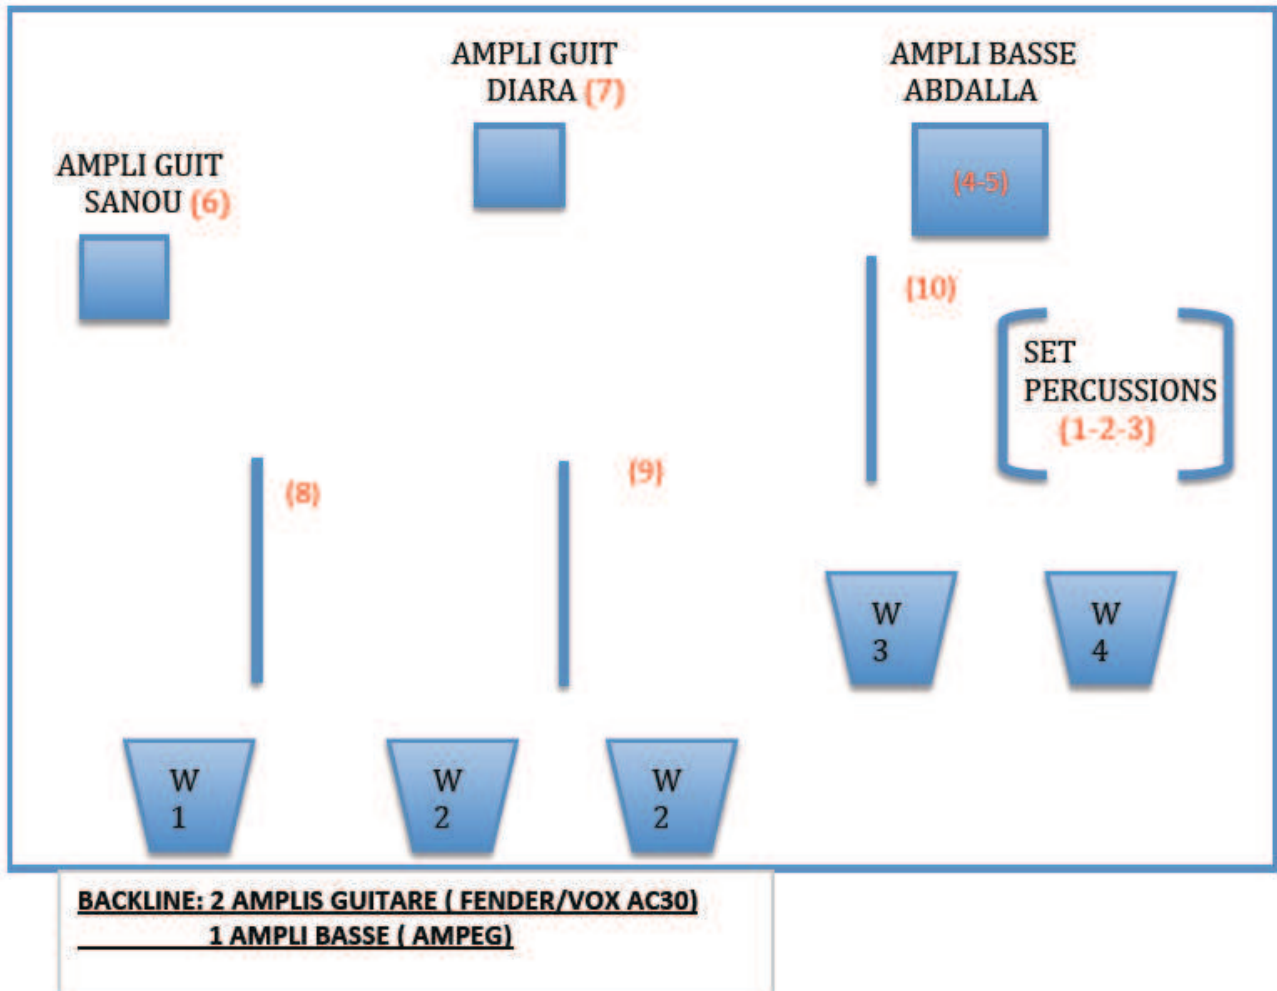 AMPLI GUIT
DIARA (7)
AMPLI BASSE
ABDALLA
AMPLI GUIT
SANOU (6)
(4-5)
(10)
SET
PERCUSSIONS
(1-2-3)
(8)
(9)
W
3
W
4
W
1
W
2
W
2
BACKLINE: 2 AMPLIS GUITARE ( FENDER/VOX AC30)
1 AMPLI BASSE ( AMPEG)